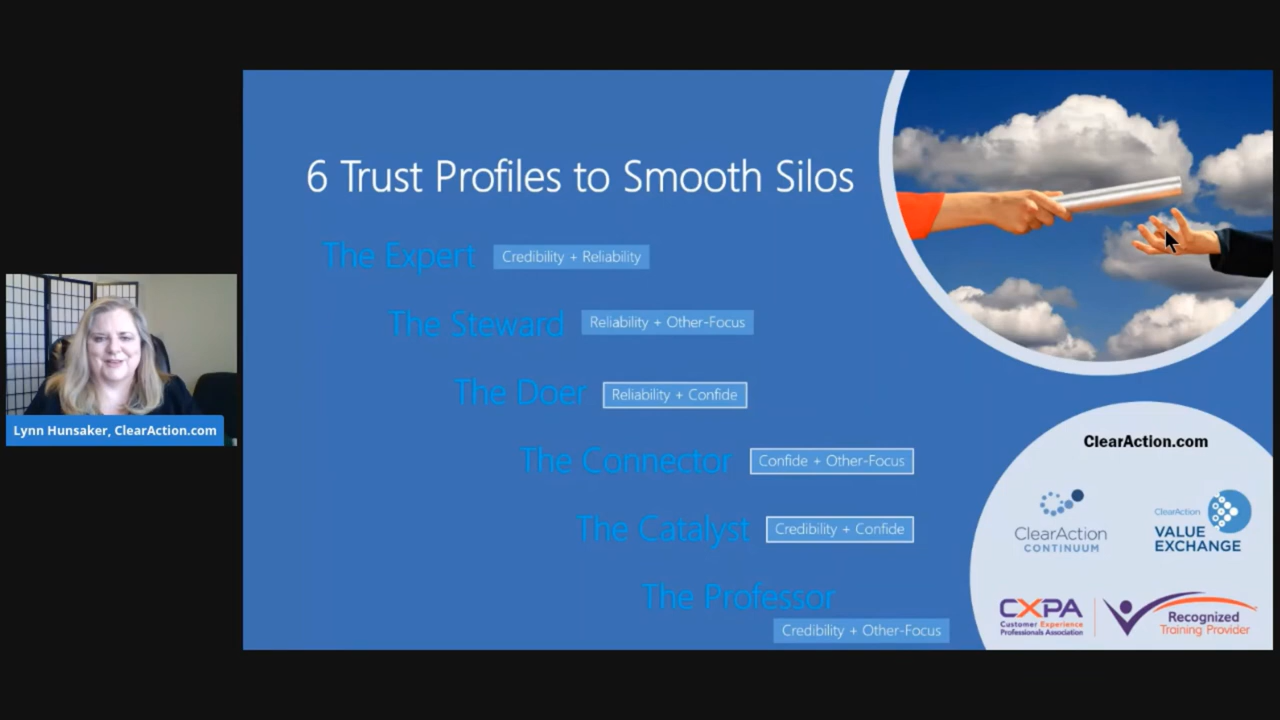 6 Trust Profiles to Smooth Silos
The Expert
Credibility + Reliability
The Steward
Reliability + Other-Focus
The Doer
Reliability + Confide
The Connector
Confide + Other-Focus
The Catalyst
Credibility + Confide
The Professor
Credibility + Other-Focus
Lynn Hunsaker, ClearAction.com
ClearAction.com
ClearAction
CONTINUUM
ClearAction
VALUE
EXCHANGE
CXPA
Customer Experience
Professionals Association
Recognized
Training Provider